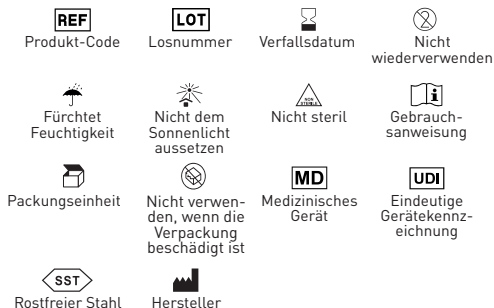 REF
Produkt-Code
LOT
Losnummer
Verfallsdatum
2
Nicht
wiederverwenden
Fürchtet
Feuchtigkeit
Nicht dem
Sonnenlicht
aussetzen
NON
STERILE
Nicht steril
i
Gebrauch-
sanweisung
Packungseinheit
Nicht verwen-
den, wenn die
Verpackung
beschädigt ist
MD
Medizinisches
Gerät
UDI
Eindeutige
Gerätekennz-
eichnung
SST
Rostfreier Stahl
Hersteller